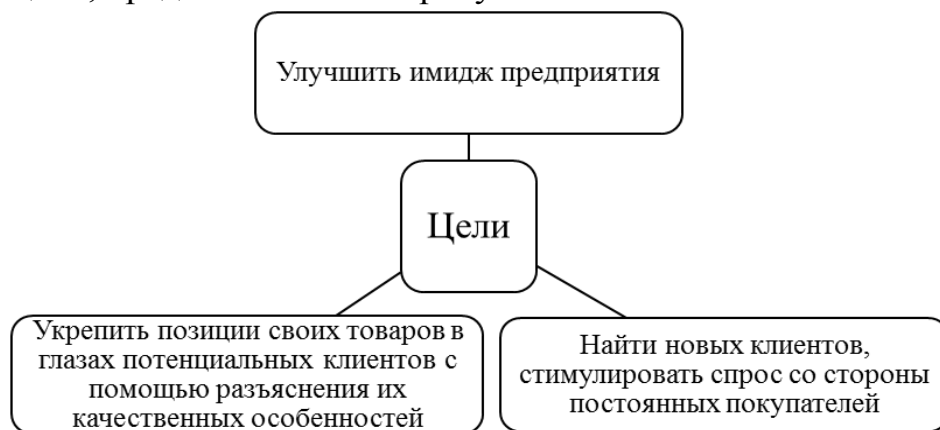 Улучшить имидж предприятия
Цели
Укрепить позиции своих товаров в
глазах потенциальных клиентов с
помощью разъяснения их
качественных особенностей
Найти новых клиентов,
стимулировать спрос со стороны
постоянных покупателей